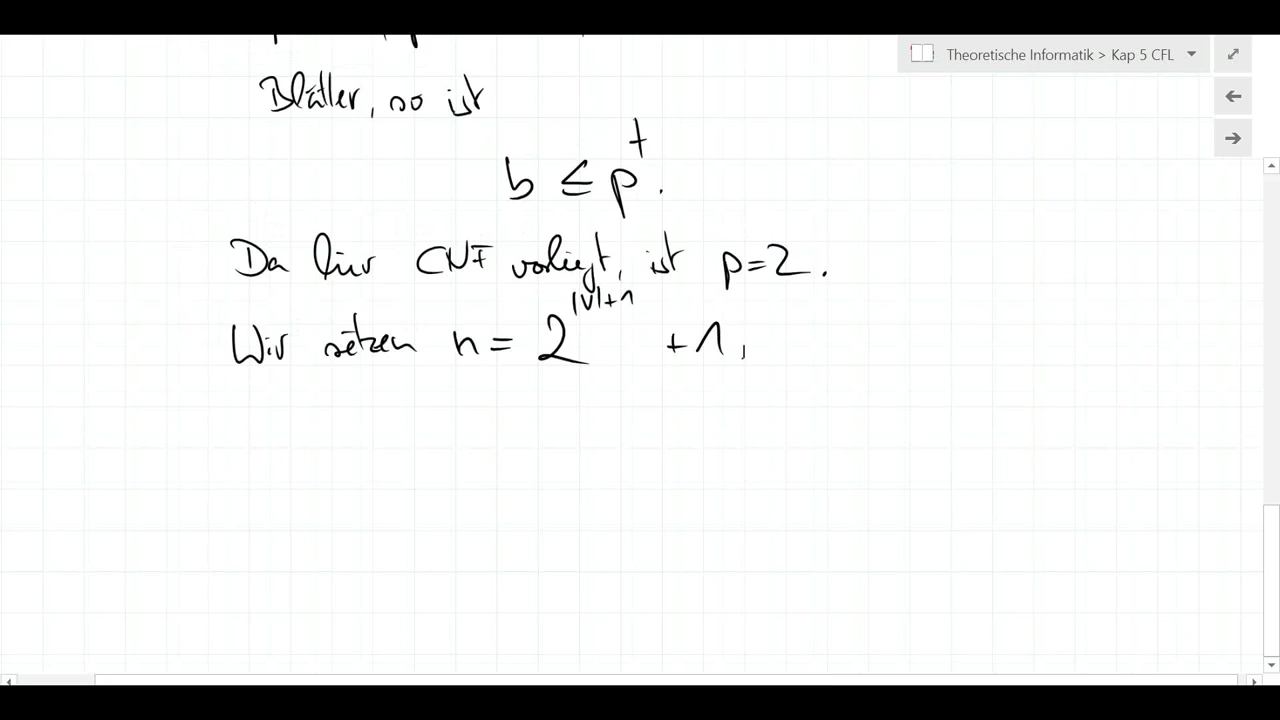 Theoretische Informatik > Kap 5 CFL
Blätter, so ist
b ≤ p^t.
Da hier CNF vorliegt, ist p=2.
Wir setzen n = 2^{|V|+1} + 1,